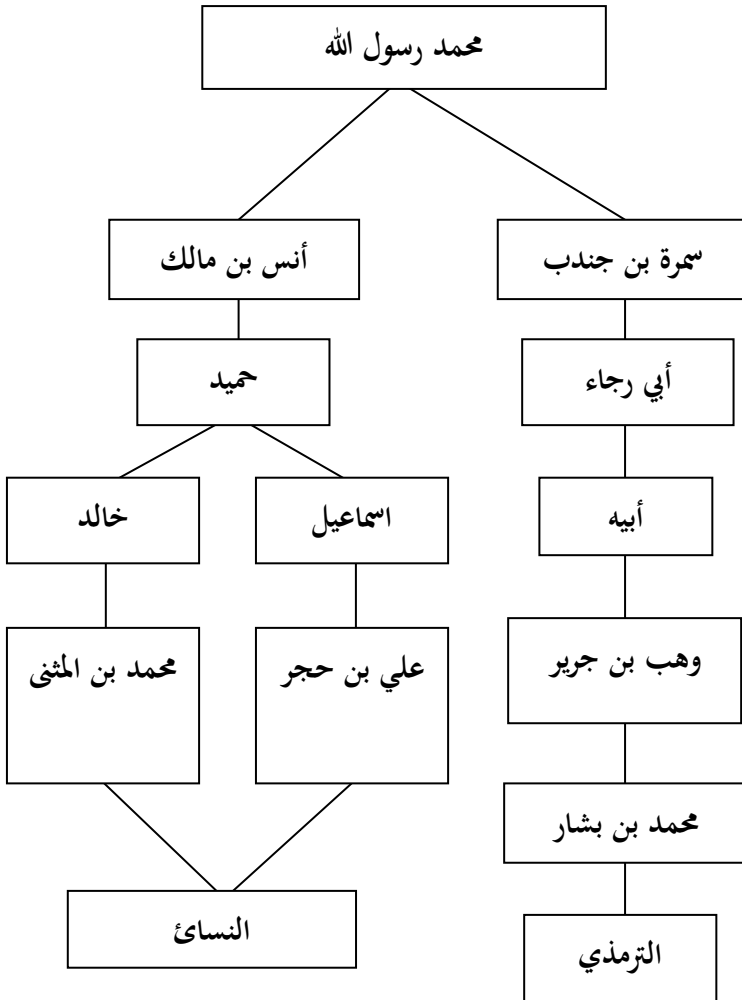 محمد رسول الله
سمرة بن جندب
أنس بن مالك
أبي رجاء
حميد
أبيه
اسماعيل
خالد
وهب بن جرير
علي بن حجر
محمد بن المثنى
محمد بن بشار
النسائ
الترمذي